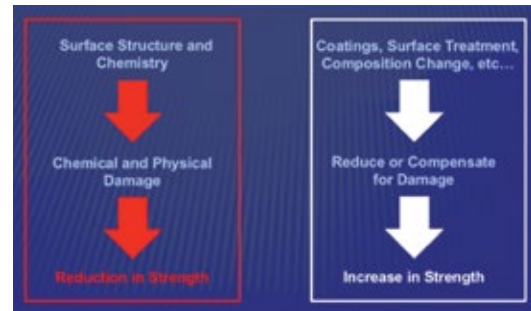 Surface Structure and
Chemistry
Chemical and Physical
Damage
Reduction in Strength
Coatings, Surface Treatment,
Composition Change, etc...
Reduce or Compensate
for Damage
Increase in Strength